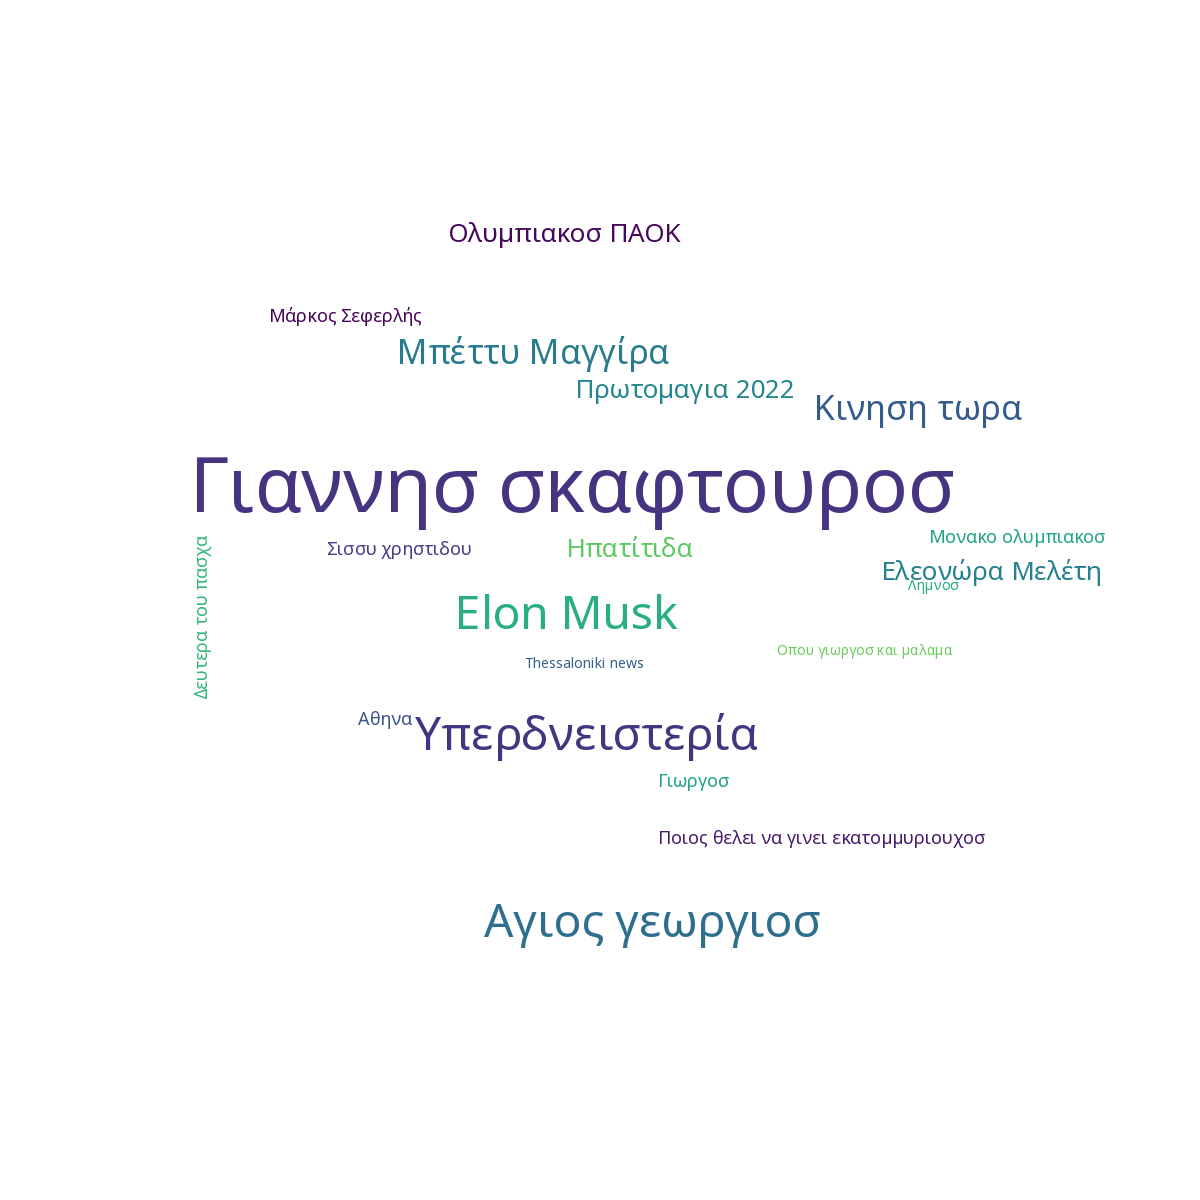 Ολυμπιακοσ ΠΑΟΚ
Μάρκος Σεφερλής
Μπέττυ Μαγγίρα
Πρωτομαγια 2022
Κινηση τωρα
Γιαννησ σκαφτουροσ
Μονακο ολυμπιακοσ
Σισσυ χρηστιδου
Ηπατίτιδα
Ελεονώρα Μελέτη
Λημνοσ
Δευτερα του πασχα
Elon Musk
Οπου γιωργοσ και μαλαμα
Thessaloniki news
Αθηνα
Υπερδνειστερία
Γιωργοσ
Ποιος θελει να γινει εκατομμυριουχοσ
Αγιος γεωργιοσ